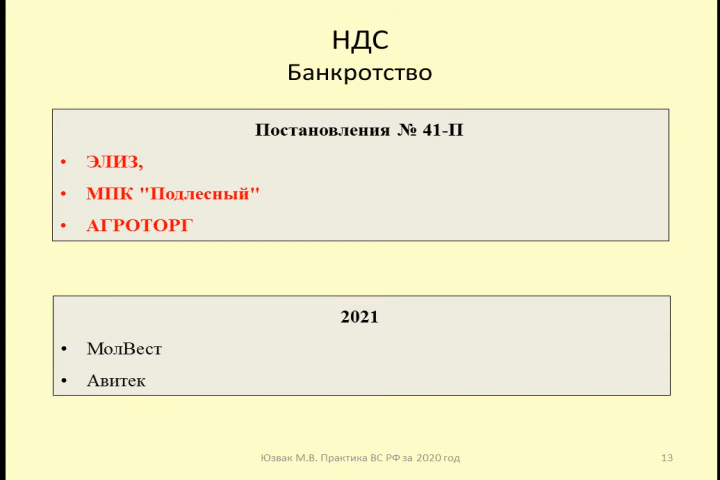 НДС
Банкротство
Постановления № 41-П
• ЭЛИЗ,
• МПК "Подлесный"
• АГРОТОРГ
2021
• МолВест
• Авитек
Юзвак М.В. Практика ВС РФ за 2020 год
13